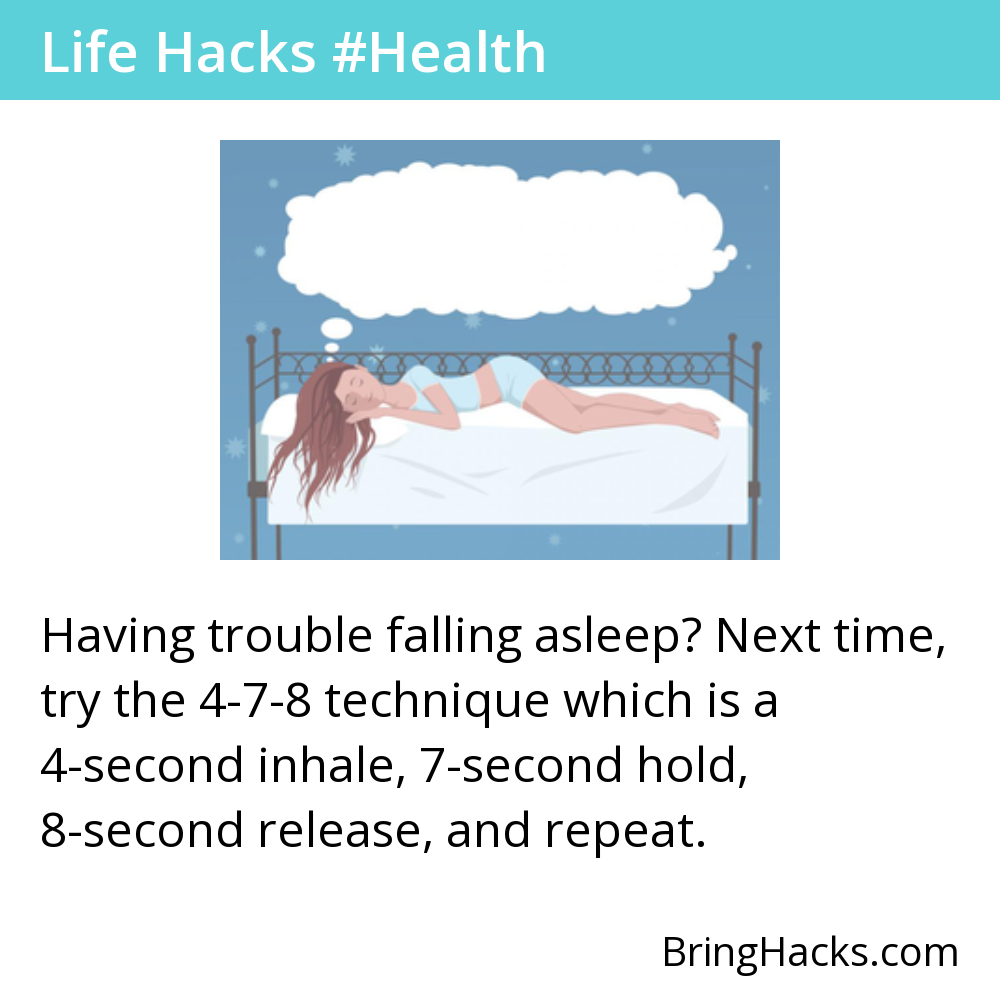 Life Hacks #Health
Having trouble falling asleep? Next time,
try the 4-7-8 technique which is a
4-second inhale, 7-second hold,
8-second release, and repeat.
BringHacks.com